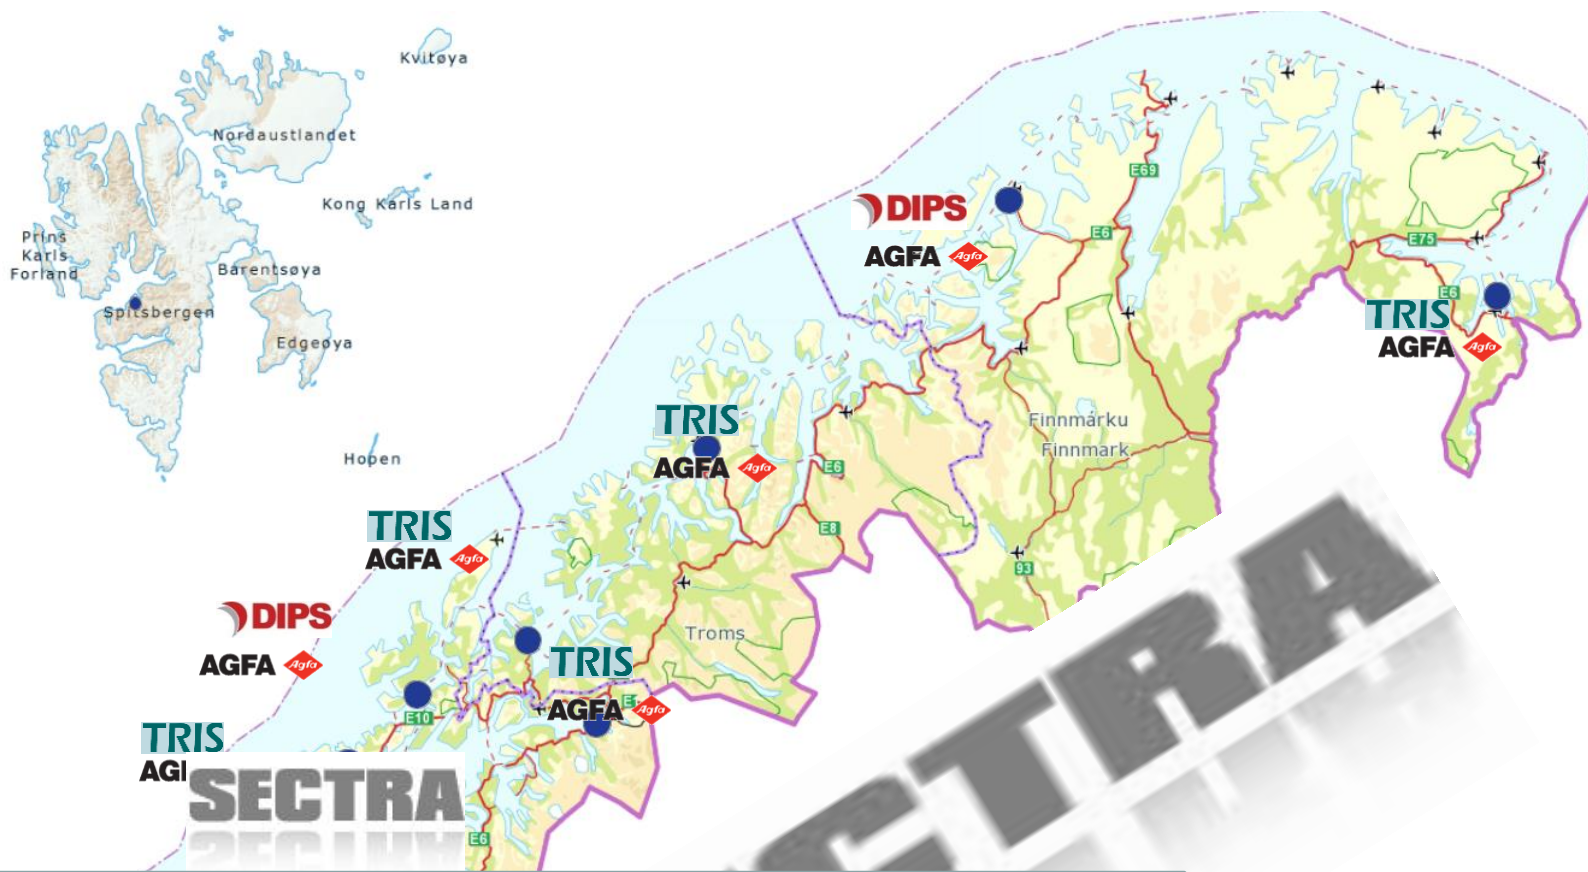 Kvitøya
Nordaustlandet
Kong Karls Land
Prins
Karls
Forland
Barentsøya
Spitsbergen
Edgeøya
Hopen
DIPS
AGFA Agfa
E69
E6
E75
E6
TRIS
AGFA Agfa
TRIS
AGFA Agfa
Finnmárku
Finnmark
E6
E8
93
TRIS
AGFA Agfa
DIPS
AGFA Agfa
Troms
TRIS
AGFA Agfa
E10
TRIS
SECTRA
E6
CTRA